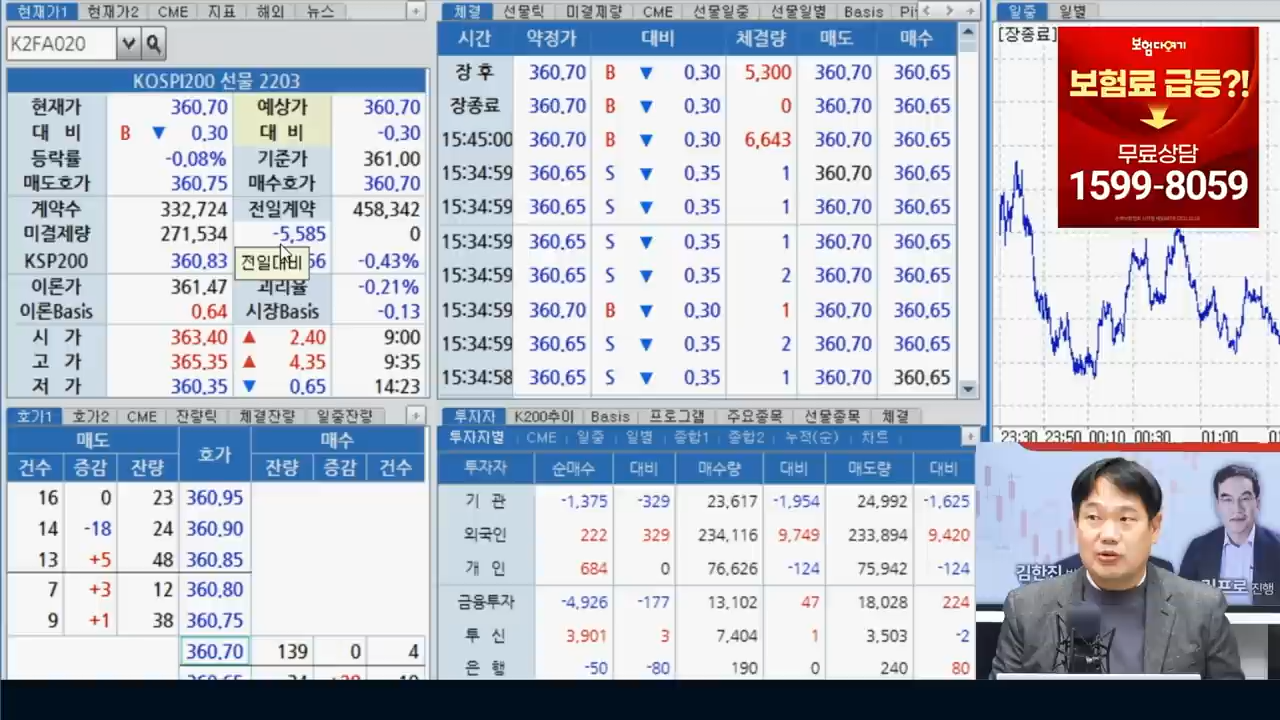 현재가1 현재가2 CME 지표 해외 뉴스 +
K2FA020
KOSPI200 선물 2203
현재가 360.70 예상가 360.70
대 비 B ▼ 0.30 대 비 -0.30
등락률 -0.08% 기준가 361.00
매도호가 360.75 매수호가 360.70
계약수 332,724 전일계약 458,342
미결제량 271,534 -5,585 0
KSP200 360.83 전일대비 56 -0.43%
이론가 361.47 괴리율 -0.21%
이론Basis 0.64 시장Basis -0.13
시 가 363.40 ▲ 2.40 9:00
고 가 365.35 ▲ 4.35 9:35
저 가 360.35 ▼ 0.65 14:23
호가1 호가2 CME 잔량틱 체결잔량 일중잔량 +
매도 호가 매수
건수 증감 잔량 잔량 증감 건수
16 0 23 360.95
14 -18 24 360.90
13 +5 48 360.85
7 +3 12 360.80
9 +1 38 360.75
360.70 139 0 4
체결 선물틱 미결제량 CME 선물일중 선물일별 Basis
시간 약정가 대비 체결량 매도 매수
장 후 360.70 B ▼ 0.30 5,300 360.70 360.65
장종료 360.70 B ▼ 0.30 0 360.70 360.65
15:45:00 360.70 B ▼ 0.30 6,643 360.70 360.65
15:34:59 360.65 S ▼ 0.35 1 360.70 360.65
15:34:59 360.65 S ▼ 0.35 1 360.70 360.65
15:34:59 360.65 S ▼ 0.35 1 360.70 360.65
15:34:59 360.65 S ▼ 0.35 2 360.70 360.65
15:34:59 360.70 B ▼ 0.30 1 360.70 360.65
15:34:59 360.65 S ▼ 0.35 2 360.70 360.65
15:34:58 360.65 S ▼ 0.35 1 360.70 360.65
투자자 K200추이 Basis 프로그램 주요종목 선물종목 체결
투자자별 CME 일중 일별 종합1 종합2 누적(순) 차트 +
투자자 순매수 대비 매수량 대비 매도량 대비
기 관 -1,375 -329 23,617 -1,954 24,992 -1,625
외국인 222 329 234,116 9,749 233,894 9,420
개 인 684 0 76,626 -124 75,942 -124
금융투자 -4,926 -177 13,102 47 18,028 224
투 신 3,901 3 7,404 1 3,503 -2
은 행 -50 -80 190 0 240 80
일중 일별
[장종료]
보험다여기
보험료 급등?!
무료상담
1599-8059
23:30 23:50 00:10 00:30 01:00
김한진
진행